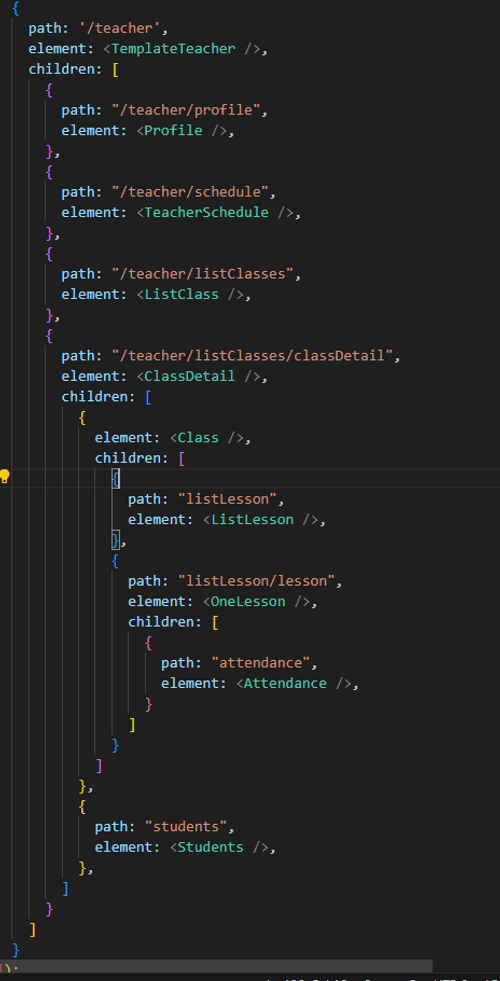 {
path: '/teacher',
element: <TemplateTeacher />,
children: [
{
path: "/teacher/profile",
element: <Profile />,
},
{
path: "/teacher/schedule",
element: <TeacherSchedule />,
},
{
path: "/teacher/listClasses",
element: <ListClass />,
},
{
path: "/teacher/listClasses/classDetail",
element: <ClassDetail />,
children: [
{
element: <Class />,
children: [
{
path: "listLesson",
element: <ListLesson />,
},
{
path: "listLesson/lesson",
element: <OneLesson />,
children: [
{
path: "attendance",
element: <Attendance />,
}
]
}
]
},
{
path: "students",
element: <Students />,
},
]
}
]
}